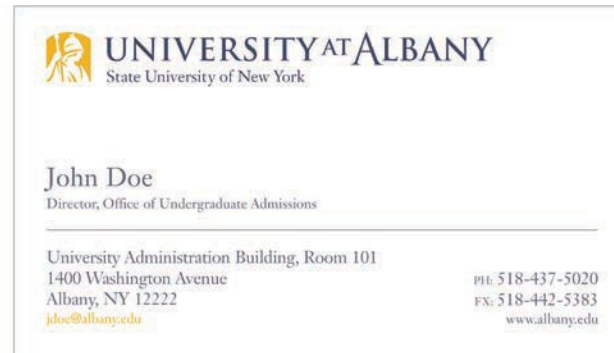 UNIVERSITY AT ALBANY
State University of New York
John Doe
Director, Office of Undergraduate Admissions
University Administration Building, Room 101
1400 Washington Avenue
Albany, NY 12222
jdoe@albany.edu
PH: 518-437-5020
FX: 518-442-5383
www.albany.edu